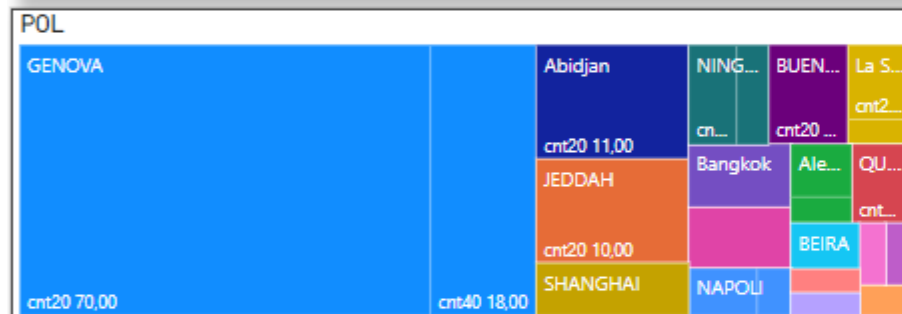 POL
GENOVA
cnt20 70,00
cnt40 18,00
Abidjan
cnt20 11,00
JEDDAH
cnt20 10,00
SHANGHAI
NING...
cn...
BUEN...
cnt20 ...
La S...
cnt2...
Bangkok
Ale...
QU...
cnt...
BEIRA
NAPOLI